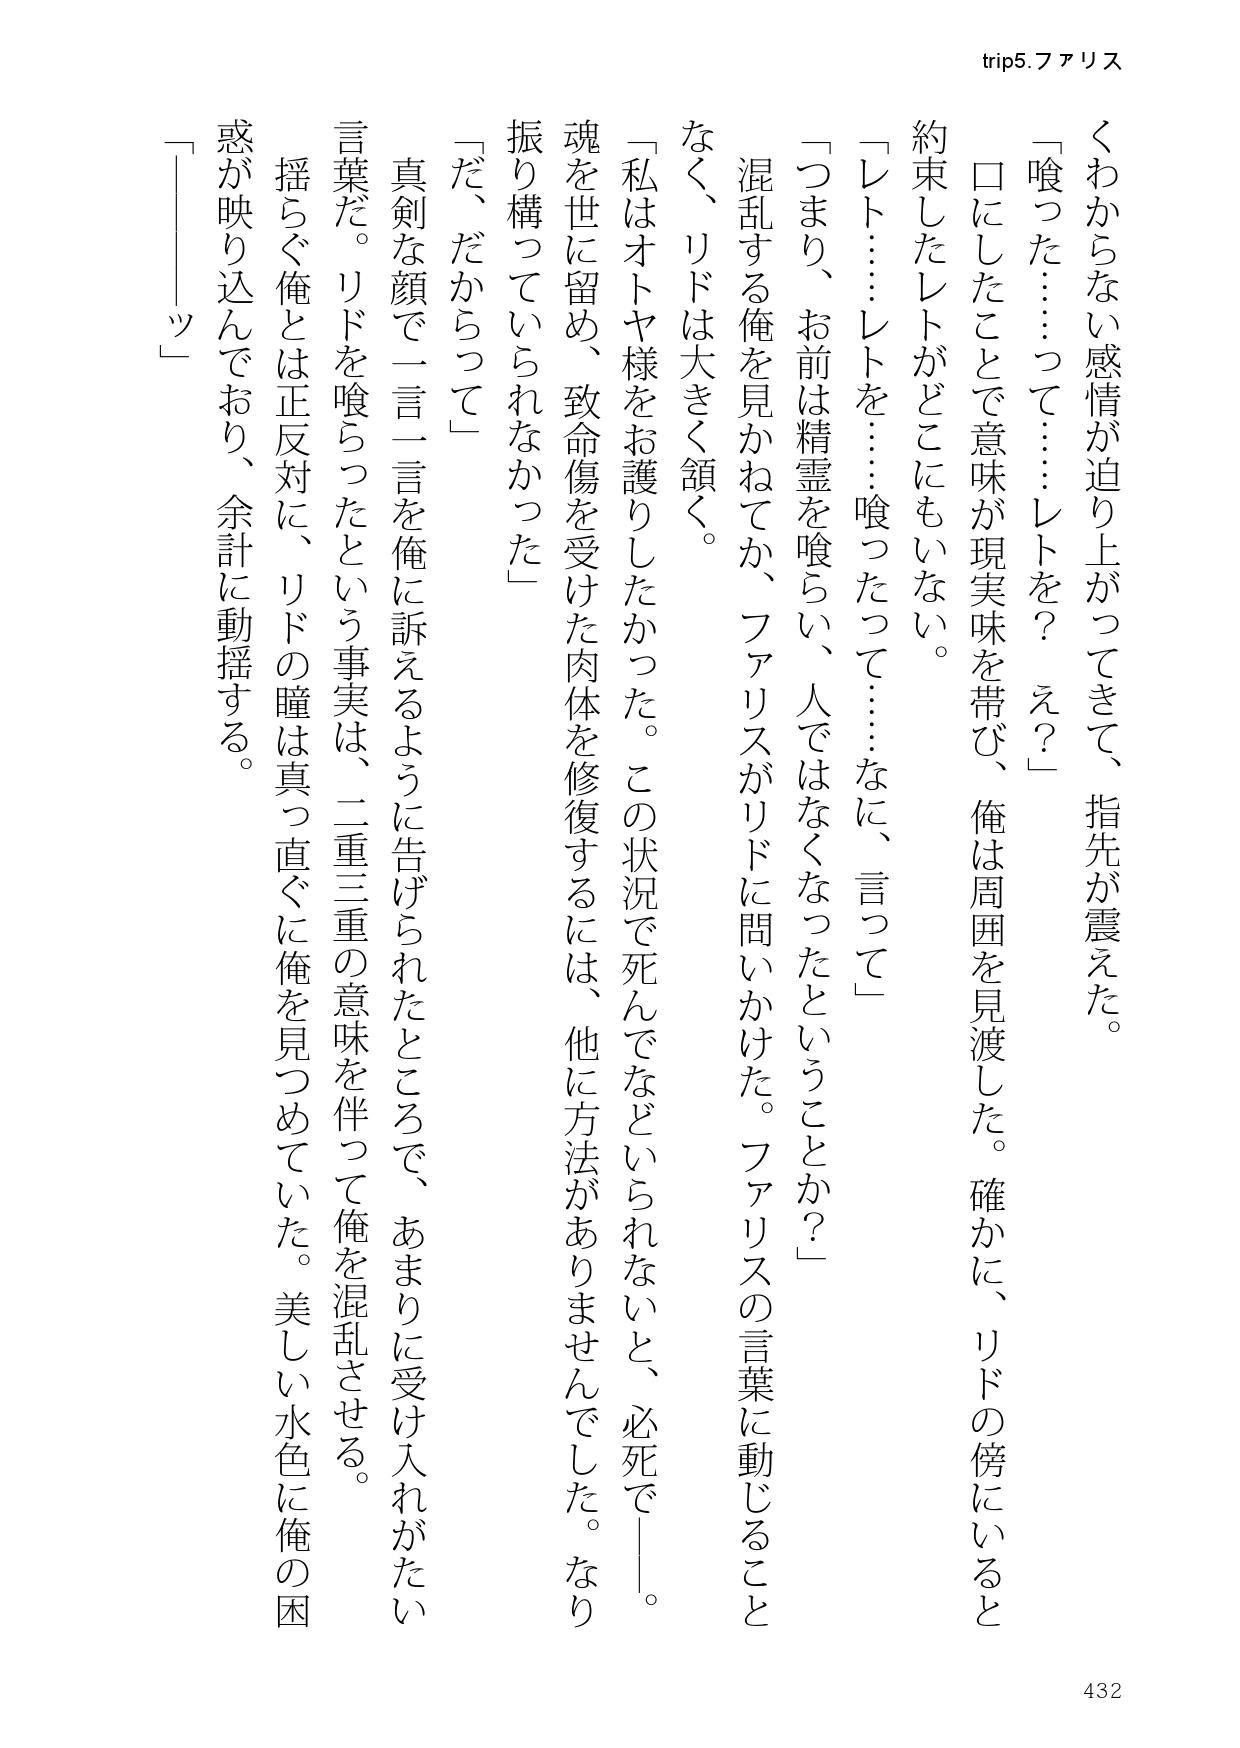 trip5.ファリス
くわからない感情が迫り上がってきて、指先が震えた。
「喰った……って……レトを？　え？」
　口にしたことで意味が現実味を帯び、俺は周囲を見渡した。確かに、リドの傍にいると
約束したレトがどこにもいない。
「レト……レトを……喰ったって……なに、言って」
「つまり、お前は精霊を喰らい、人ではなくなったということか？」
　混乱する俺を見かねてか、ファリスがリドに問いかけた。ファリスの言葉に動じること
なく、リドは大きく頷く。
「私はオトヤ様をお護りしたかった。この状況で死んでなどいられないと、必死で――。
魂を世に留め、致命傷を受けた肉体を修復するには、他に方法がありませんでした。なり
振り構っていられなかった」
「だ、だからって」
　真剣な顔で一言一言を俺に訴えるように告げられたところで、あまりに受け入れがたい
言葉だ。リドを喰らったという事実は、二重三重の意味を伴って俺を混乱させる。
　揺らぐ俺とは正反対に、リドの瞳は真っ直ぐに俺を見つめていた。美しい水色に俺の困
惑が映り込んでおり、余計に動揺する。
「――――ッ」
432